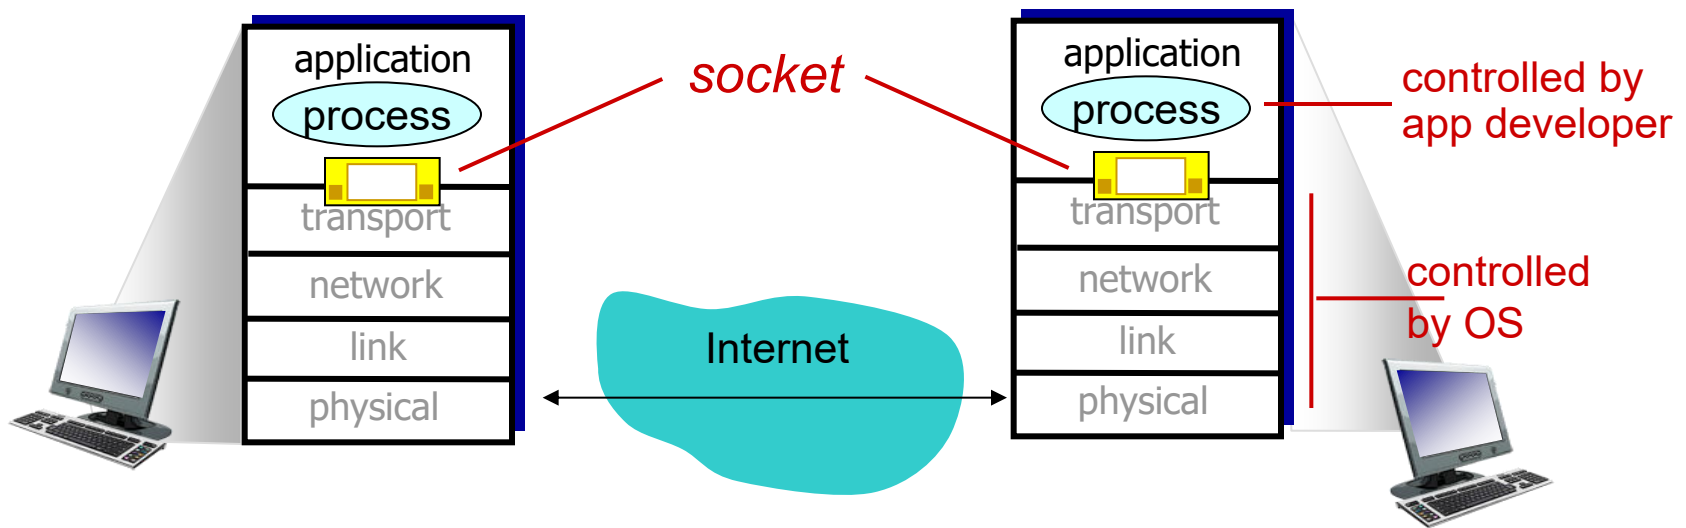 application
process
transport
network
link
physical
socket
Internet
application
process
transport
network
link
physical
controlled by
app developer
controlled
by OS